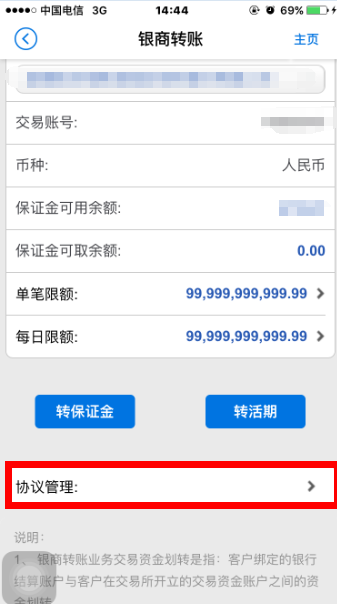 中国电信 3G 14:44 69%
银商转账 主页
交易账号:
币种: 人民币
保证金可用余额:
保证金可取余额: 0.00
单笔限额: 99,999,999,999.99
每日限额: 99,999,999,999.99
转保证金 转活期
协议管理:
说明:
1、 银商转账业务交易资金划转是指：客户绑定的银行
结算账户与客户在交易所开立的交易资金账户之间的资
金划转